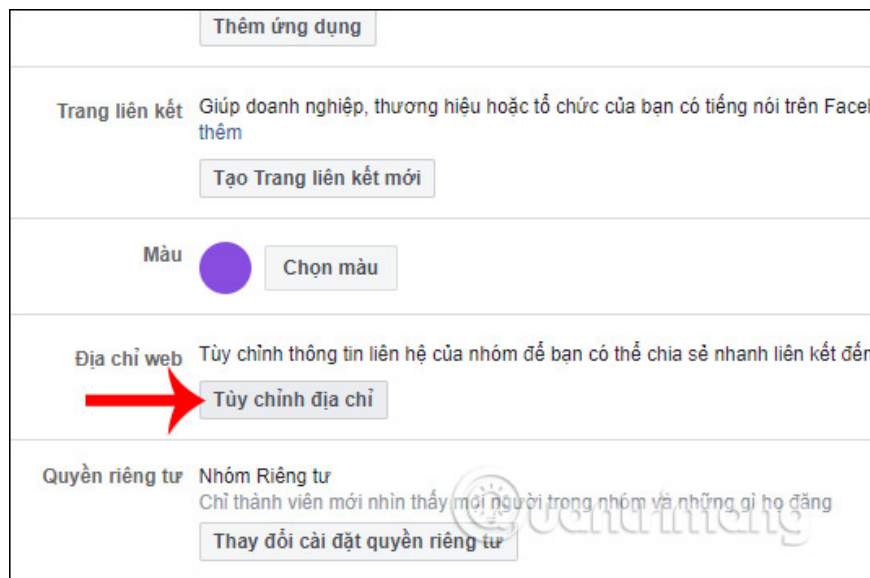 Thêm ứng dụng
Trang liên kết Giúp doanh nghiệp, thương hiệu hoặc tổ chức của bạn có tiếng nói trên Facel
thêm
Tạo Trang liên kết mới
Màu Chọn màu
Địa chỉ web Tùy chỉnh thông tin liên hệ của nhóm để bạn có thể chia sẻ nhanh liên kết đến
Tùy chỉnh địa chỉ
Quyền riêng tư Nhóm Riêng tư
Chỉ thành viên mới nhìn thấy mọi người trong nhóm và những gì họ đăng
Quantrimang
Thay đổi cài đặt quyền riêng tư